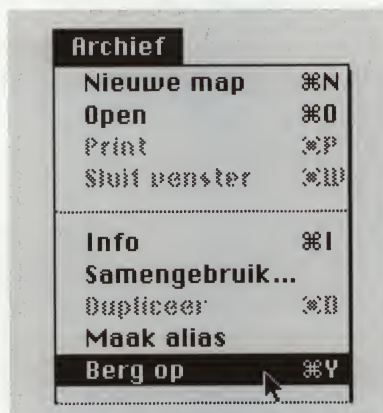 Archief
Nieuwe map ⌘N
Open ⌘O
Print ⌘P
Sluit venster ⌘W
Info ⌘I
Samengebruik...
Dupliceer ⌘D
Maak alias
Berg op ⌘Y